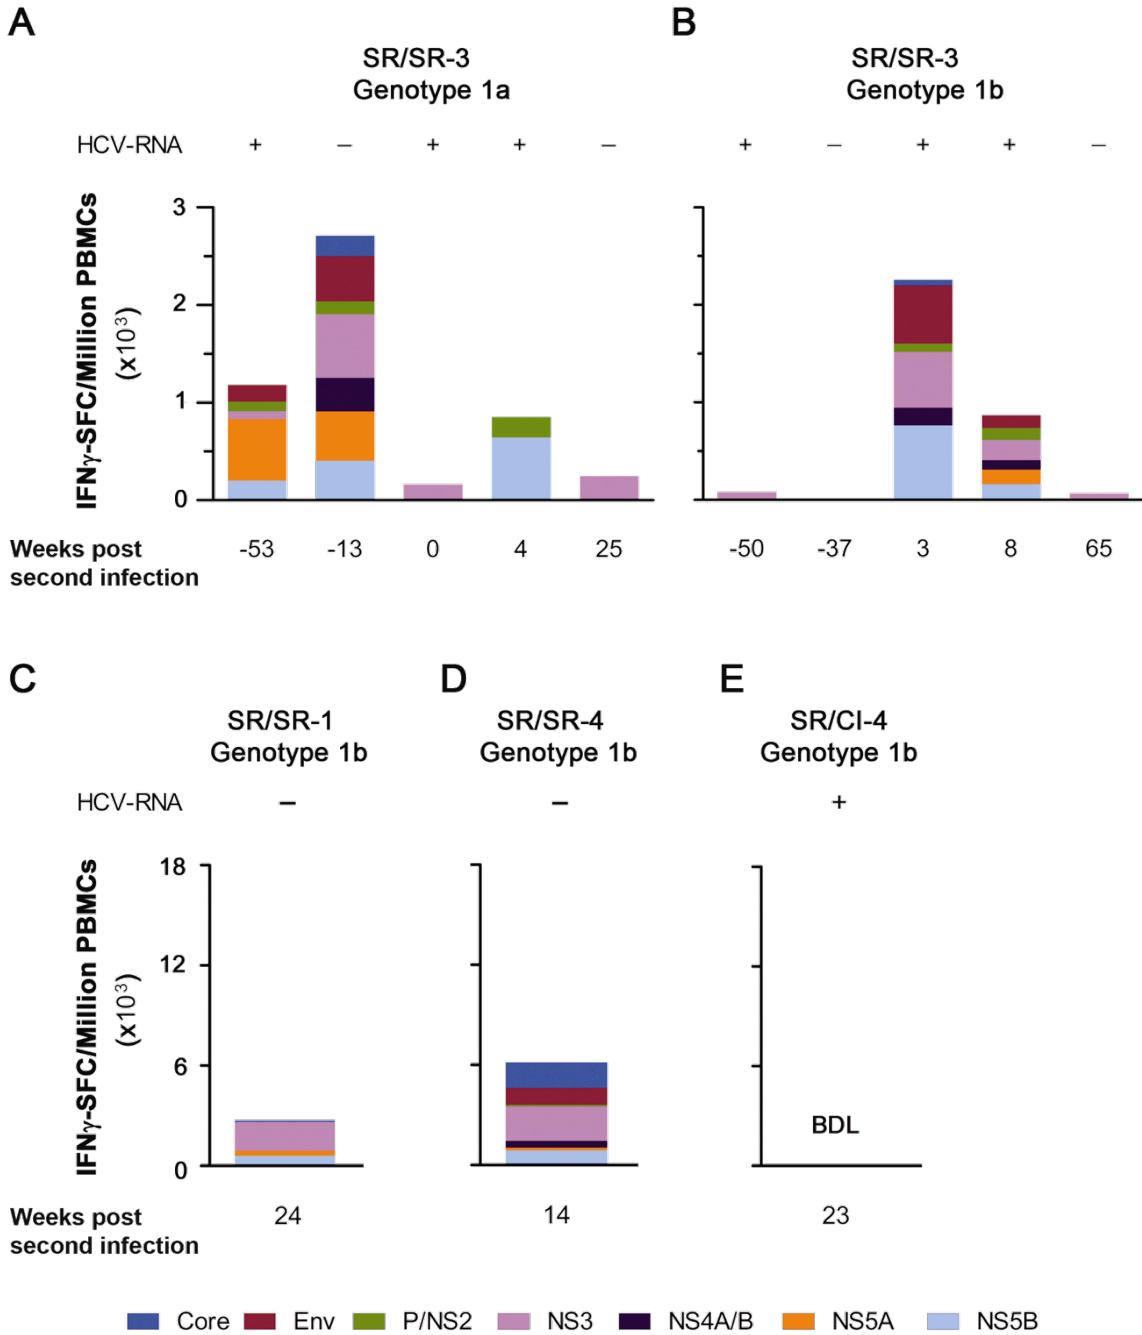 A
B
SR/SR-3
Genotype 1a
SR/SR-3
Genotype 1b
HCV-RNA + – + + – + – + + –
IFNγ-SFC/Million PBMCs
(x10³)
3
2
1
0
Weeks post
second infection
-53 -13 0 4 25 -50 -37 3 8 65
C
D
E
SR/SR-1
Genotype 1b
SR/SR-4
Genotype 1b
SR/CI-4
Genotype 1b
HCV-RNA – – +
IFNγ-SFC/Million PBMCs
(x10³)
18
12
6
0
BDL
Weeks post
second infection
24 14 23
Core Env P/NS2 NS3 NS4A/B NS5A NS5B